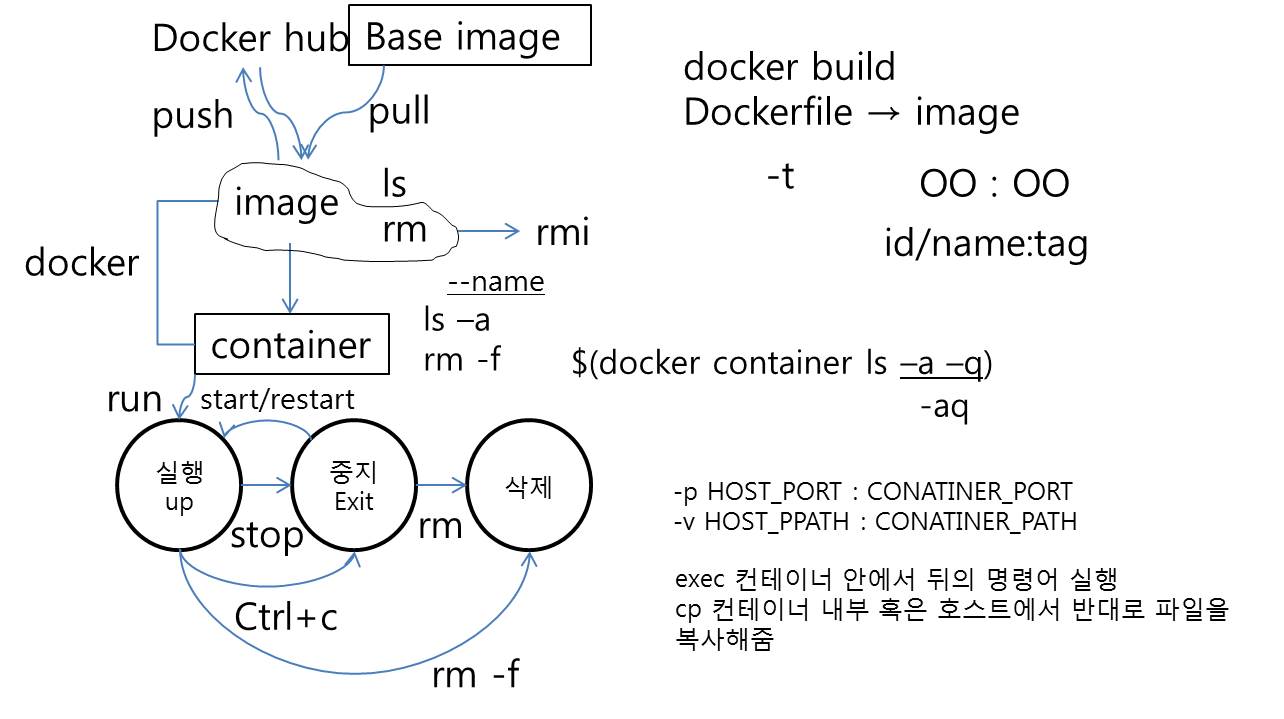 Docker hub
Base image
push
pull
image
ls
rm
rmi
docker
--name
container
ls –a
rm -f
$(docker container ls –a –q)
-aq
run
start/restart
실행
up
중지
Exit
삭제
stop
rm
Ctrl+c
rm -f
docker build
Dockerfile → image
-t
OO : OO
id/name:tag
-p HOST_PORT : CONATINER_PORT
-v HOST_PPATH : CONATINER_PATH
exec 컨테이너 안에서 뒤의 명령어 실행
cp 컨테이너 내부 혹은 호스트에서 반대로 파일을
복사해줌